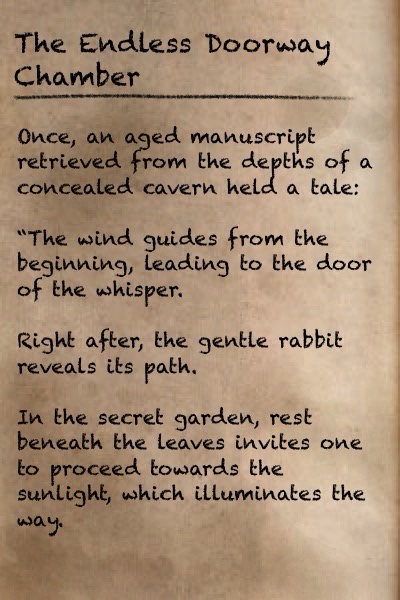 The Endless Doorway
Chamber
Once, an aged manuscript
retrieved from the depths of a
concealed cavern held a tale:
“The wind guides from the
beginning, leading to the door
of the whisper.
Right after, the gentle rabbit
reveals its path.
In the secret garden, rest
beneath the leaves invites one
to proceed towards the
sunlight, which illuminates the
way.